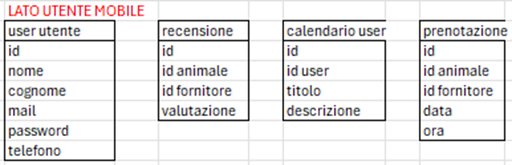 LATO UTENTE MOBILE
user utente
id
nome
cognome
mail
password
telefono
recensione
id
id animale
id fornitore
valutazione
calendario user
id
id user
titolo
descrizione
prenotazione
id
id animale
id fornitore
data
ora